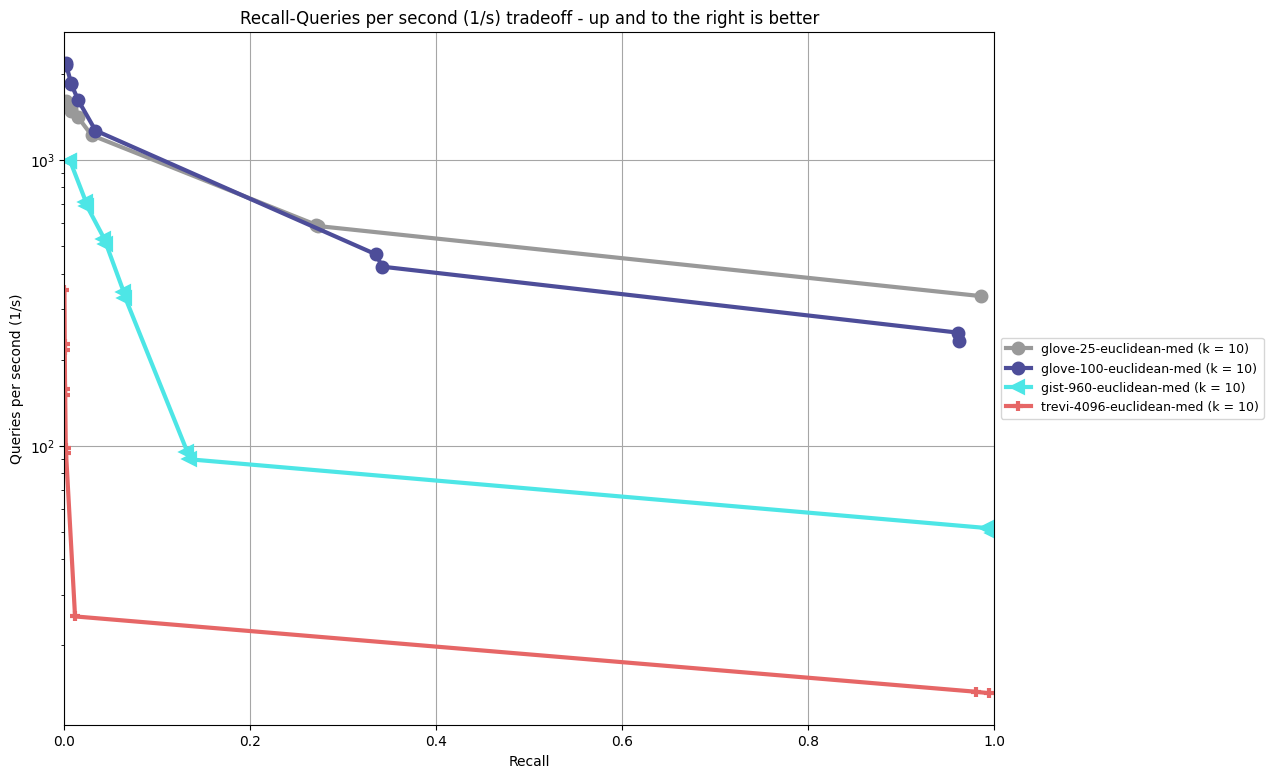 Recall-Queries per second (1/s) tradeoff - up and to the right is better
Queries per second (1/s)
10³
10²
0.0 0.2 0.4 0.6 0.8 1.0
Recall
glove-25-euclidean-med (k = 10)
glove-100-euclidean-med (k = 10)
gist-960-euclidean-med (k = 10)
trevi-4096-euclidean-med (k = 10)